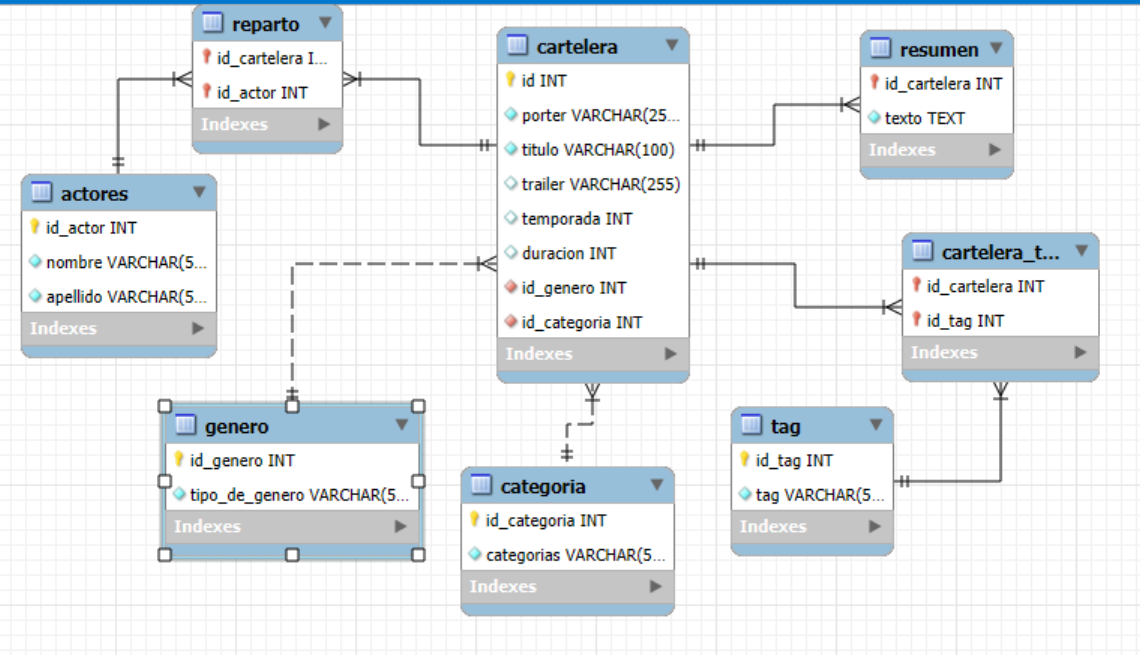 reparto
id_cartelera I...
id_actor INT
Indexes
cartelera
id INT
porter VARCHAR(25...
titulo VARCHAR(100)
trailer VARCHAR(255)
temporada INT
duracion INT
id_genero INT
id_categoria INT
Indexes
resumen
id_cartelera INT
texto TEXT
Indexes
actores
id_actor INT
nombre VARCHAR(5...
apellido VARCHAR(5...
Indexes
cartelera_t...
id_cartelera INT
id_tag INT
Indexes
genero
id_genero INT
tipo_de_genero VARCHAR(5...
Indexes
categoria
id_categoria INT
categorias VARCHAR(5...
Indexes
tag
id_tag INT
tag VARCHAR(5...
Indexes